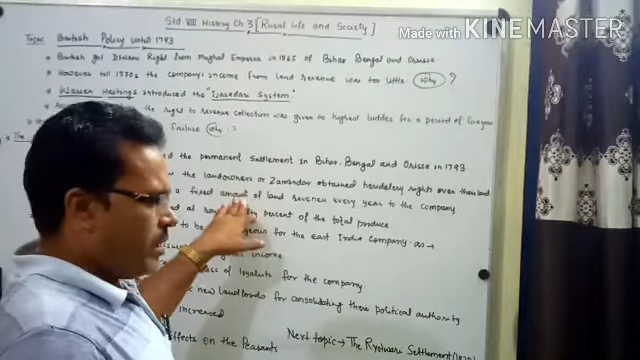 Made with KINEMASTER
Std VIII History Ch 3 [Rural life and Society]
Topic British Policy until 1793
British got Diwani Right from Mughal Emperor in 1765 of Bihar Bengal and Orissa
However till 1770s the company's income from land revenue was too little (why) ?
Warren Hastings introduced the "Izaradari System"
the right to revenue collection was given to highest bidder for a period of five year
failure (why) ?
the permanent settlement in Bihar, Bengal and Orissa in 1793
the landowners or Zamindar obtained heridetery rights over their land
a fixed amount of land revenue every year to the company
percent of the total produce
to be for the east India company. as →
income
of loyalists for the company.
new landlords for consolidating there political authority
increased
Effects on the Peasants
Next topic → The Ryotwari Settlement